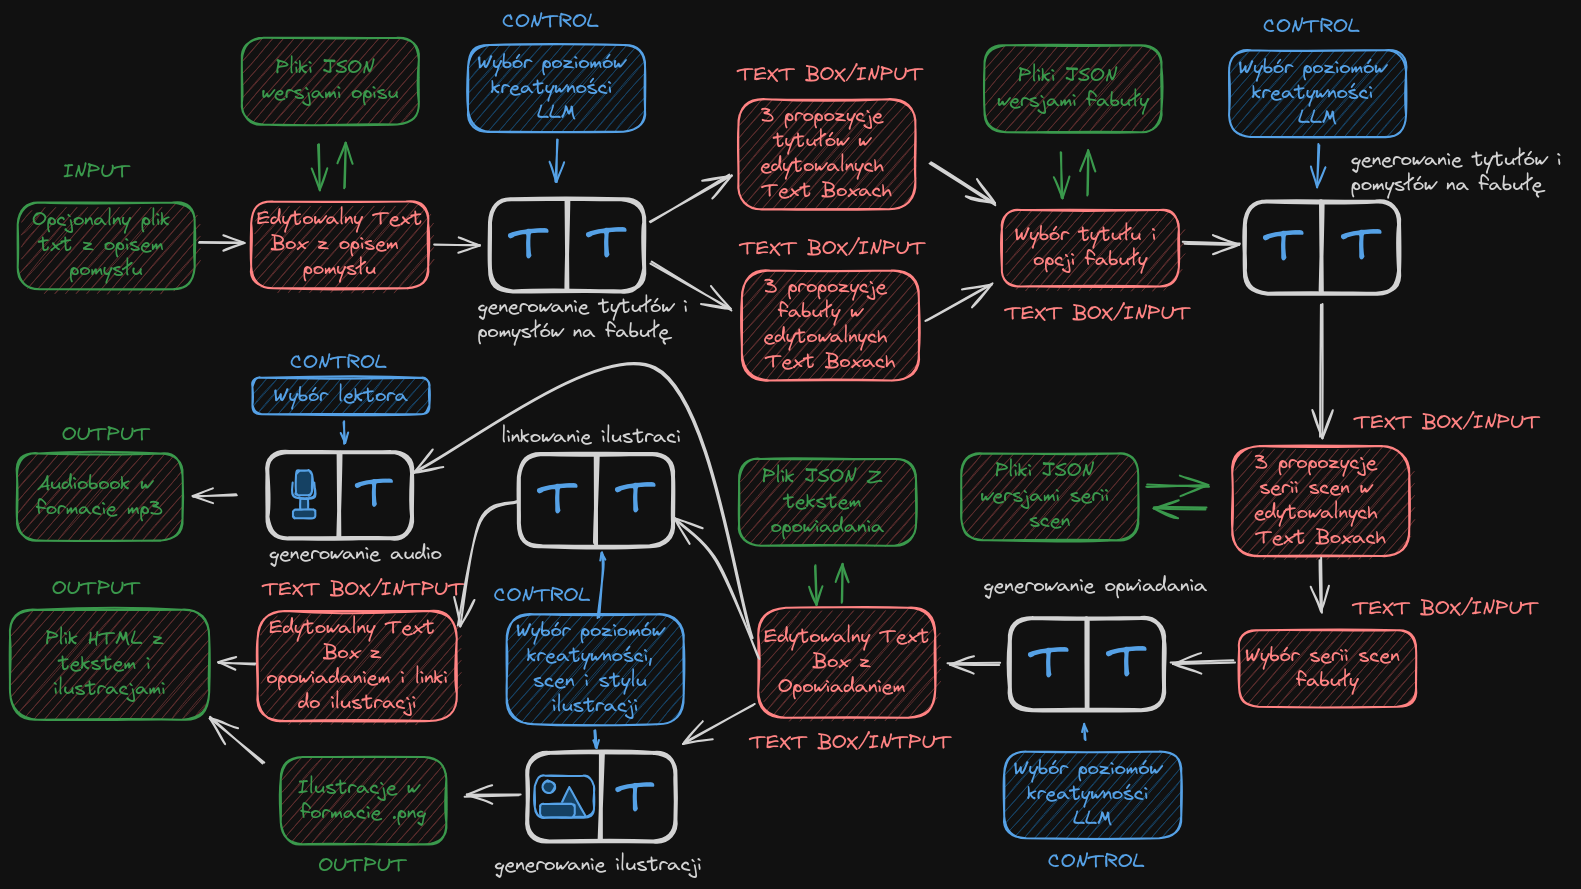 CONTROL
Pliki JSON
wersjami opisu
Wybór poziomów
kreatywności
LLM
TEXT BOX/INPUT
3 propozycje
tytułów w
edytowalnych
Text Boxach
Pliki JSON
wersjami fabuły
CONTROL
Wybór poziomów
kreatywności
LLM
generowanie tytułów i
pomysłów na fabułę
INPUT
Opcjonalny plik
txt z opisem
pomysłu
Edytowalny Text
Box z opisem
pomysłu
T T
generowanie tytułów i
pomysłów na fabułę
TEXT BOX/INPUT
3 propozycje
fabuły w
edytowalnych
Text Boxach
Wybór tytułu i
opcji fabuły
TEXT BOX/INPUT
T T
CONTROL
Wybór lektora
OUTPUT
Audiobook w
formacie mp3
T
generowanie audio
linkowanie ilustraci
T T
Plik JSON Z
tekstem
opowiadania
Pliki JSON
wersjami serii
scen
TEXT BOX/INPUT
3 propozycje
serii scen w
edytowalnych
Text Boxach
OUTPUT
Plik HTML z
tekstem i
ilustracjami
TEXT BOX/INTPUT
Edytowalny Text
Box z
opowiadaniem i linki
do ilustracji
CONTROL
Wybór poziomów
kreatywności,
scen i stylu
ilustracji
Edytowalny Text
Box z
Opowiadaniem
TEXT BOX/INTPUT
generowanie opwiadania
T T
TEXT BOX/INPUT
Wybór serii scen
fabuły
Ilustracje w
formacie .png
OUTPUT
T
generowanie ilustracji
Wybór poziomów
kreatywności
LLM
CONTROL